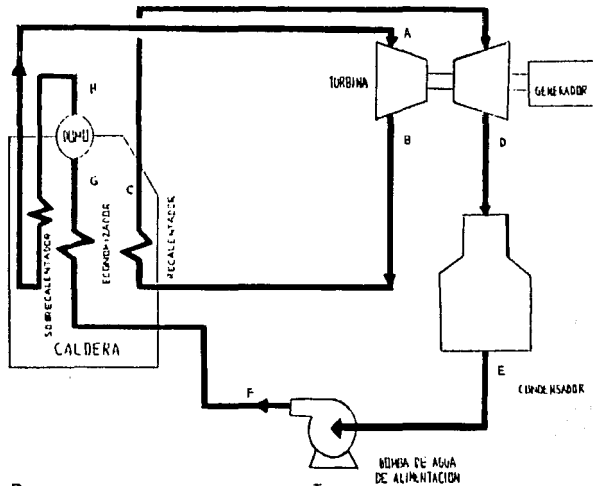 A
TURBINA
GENERADOR
H
DOMO
B
D
G
C
SOBRECALENTADOR
ECONOMIZADOR
RECALENTADOR
CALDERA
E
CONDENSADOR
F
BOMBA DE AGUA
DE ALIMENTACION